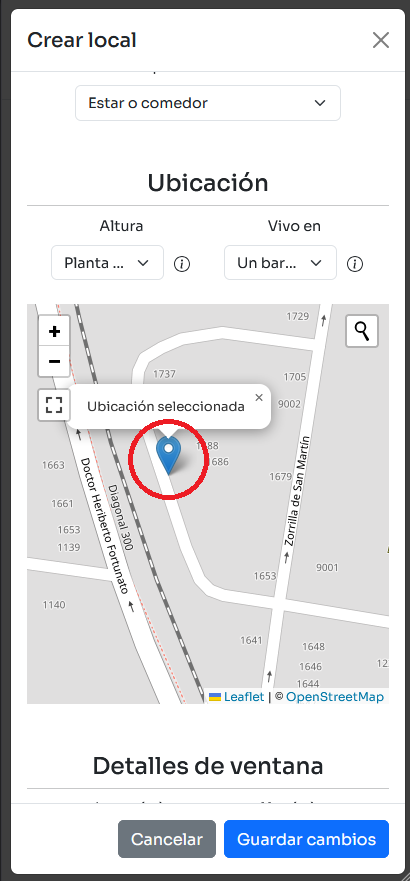 Crear local
Estar o comedor
Ubicación
Altura
Vivo en
Planta ...
Un bar...
1729
+
−
1737
1705
9002
Ubicación seleccionada ×
686
1663
1679
Doctor Heriberto Fortunato
Diagonal 300
Zorrilla de San Martín
1661
1653
1139
1653
9001
1140
1641
1648
1646
1644
Leaflet | © OpenStreetMap
Detalles de ventana
Cancelar
Guardar cambios